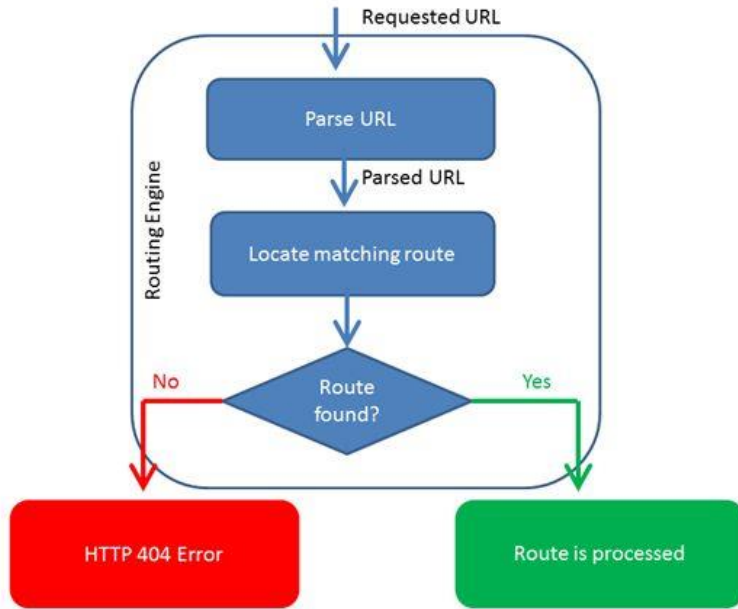 Requested URL
Parse URL
Parsed URL
Locate matching route
Routing Engine
Route
found?
No
Yes
HTTP 404 Error
Route is processed